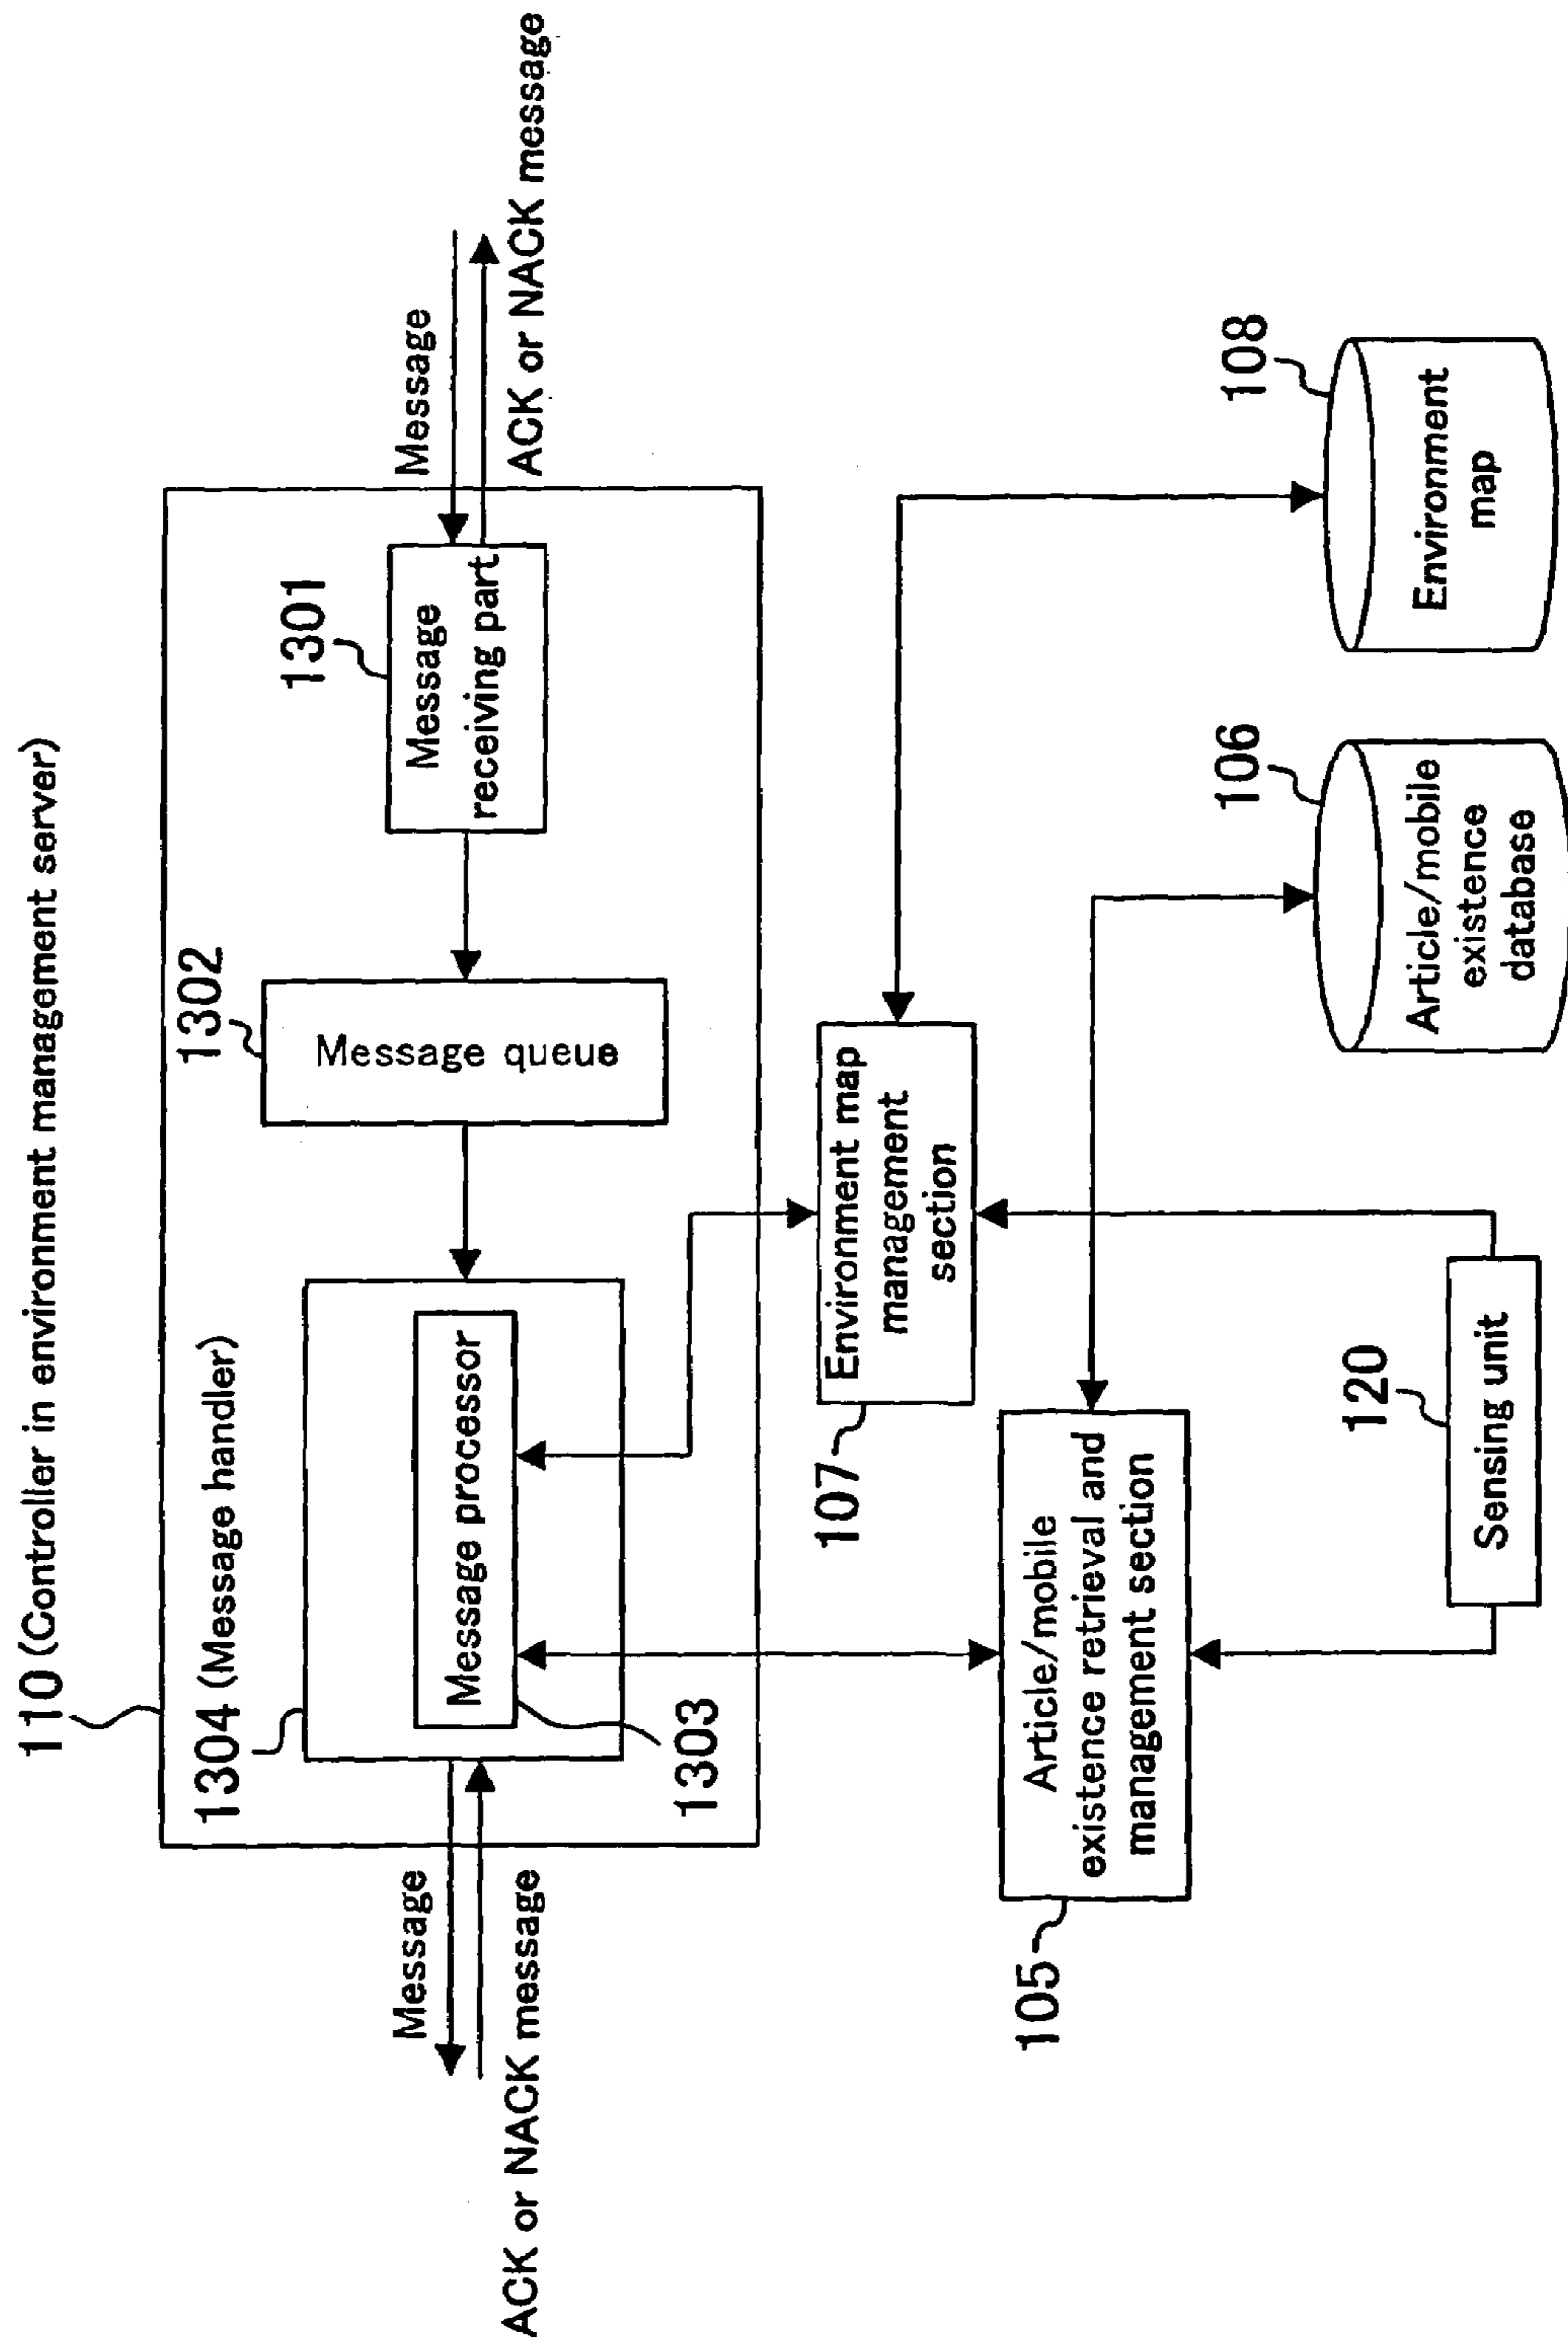 110 (Controller in environment management server)
1304 (Message handler)
1302
1301
Message
ACK or NACK message
Message processor
1303
Message queue
Message
receiving part
Message
ACK or NACK message
107
Environment map
management
section
105
Article/mobile
existence retrieval and
management section
120
Sensing unit
106
Article/mobile
existence
database
108
Environment
map